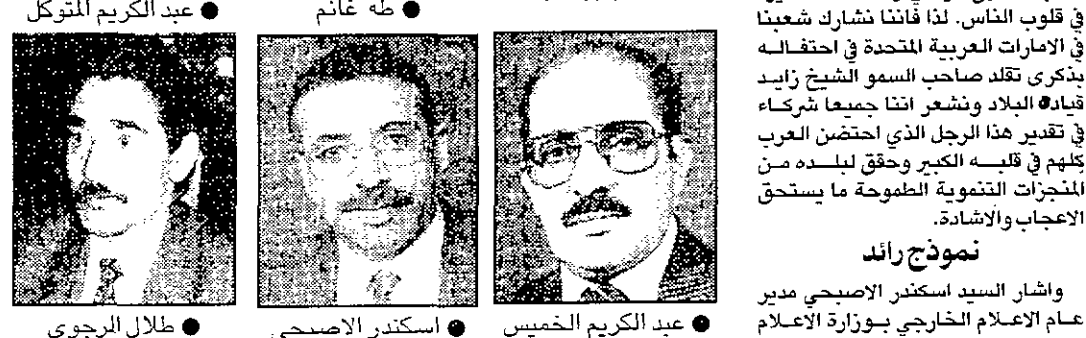 في قلوب الناس. لذا فاننا نشارك شعبنا
في الامارات العربية المتحدة في احتفاله
بذكرى تقلد صاحب السمو الشيخ زايد
قيادة البلاد ونشعر اننا جميعا شركاء
في تقدير هذا الرجل الذي احتضن العرب
كلهم في قلبه الكبير وحقق لبلده من
المنجزات التنموية الطموحة ما يستحق
الاعجاب والاشادة.
نموذج رائد
واشار السيد اسكندر الاصبحي مدير
عام الاعلام الخارجي بوزارة الاعلام
● طه غانم
● عبد الكريم المتوكل
● عبد الكريم الخميس
● اسكندر الاصبحي
● طلال المرجوي